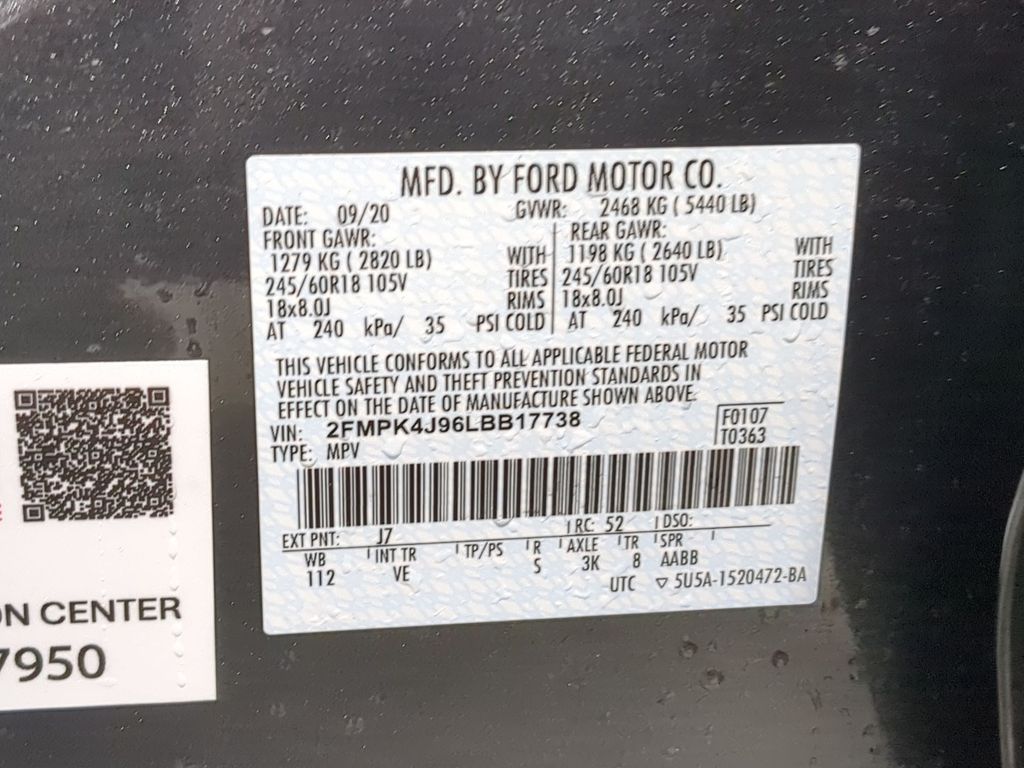 MFD. BY FORD MOTOR CO.
DATE: 09/20 GVWR: 2468 KG ( 5440 LB)
FRONT GAWR: REAR GAWR:
1279 KG ( 2820 LB) WITH 1198 KG ( 2640 LB) WITH
245/60R18 105V TIRES 245/60R18 105V TIRES
18x8.0J RIMS 18x8.0J RIMS
AT 240 kPa/ 35 PSI COLD AT 240 kPa/ 35 PSI COLD
THIS VEHICLE CONFORMS TO ALL APPLICABLE FEDERAL MOTOR
VEHICLE SAFETY AND THEFT PREVENTION STANDARDS IN
EFFECT ON THE DATE OF MANUFACTURE SHOWN ABOVE.
VIN: 2FMPK4J96LBB17738 F0107
TYPE: MPV T0363
EXT PNT: J7 RC: 52 DSO:
WB INT TR TP/PS R AXLE TR SPR
112 VE S 3K 8 AABB
UTC ▽ 5U5A-1520472-BA
ON CENTER
7950